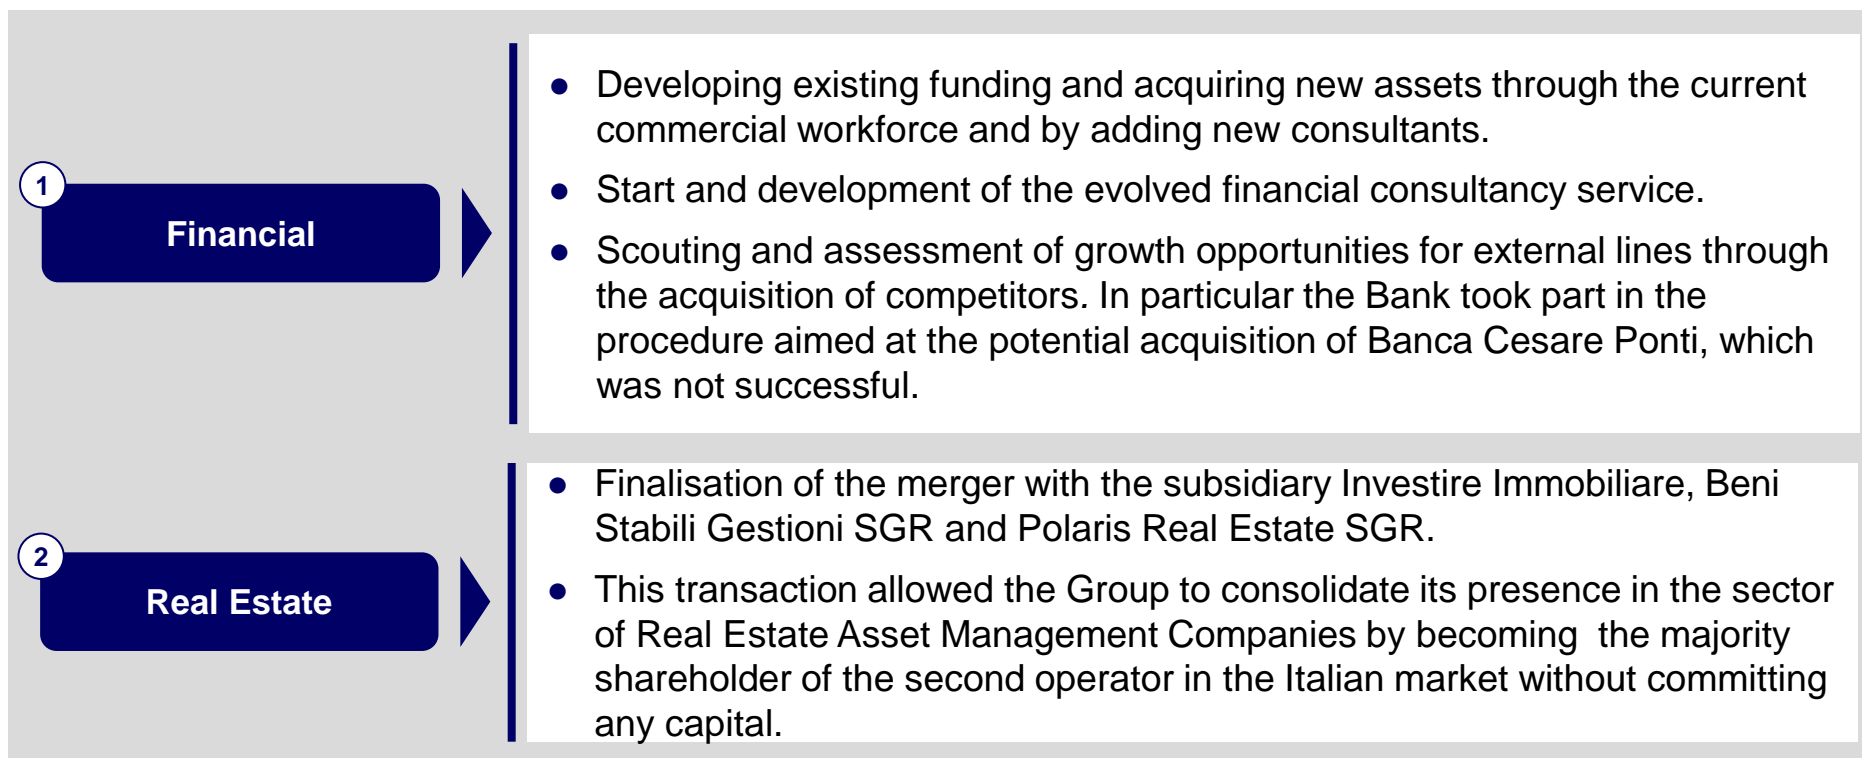 1
Financial
● Developing existing funding and acquiring new assets through the current
commercial workforce and by adding new consultants.
● Start and development of the evolved financial consultancy service.
● Scouting and assessment of growth opportunities for external lines through
the acquisition of competitors. In particular the Bank took part in the
procedure aimed at the potential acquisition of Banca Cesare Ponti, which
was not successful.
2
Real Estate
● Finalisation of the merger with the subsidiary Investire Immobiliare, Beni
Stabili Gestioni SGR and Polaris Real Estate SGR.
● This transaction allowed the Group to consolidate its presence in the sector
of Real Estate Asset Management Companies by becoming  the majority
shareholder of the second operator in the Italian market without committing
any capital.